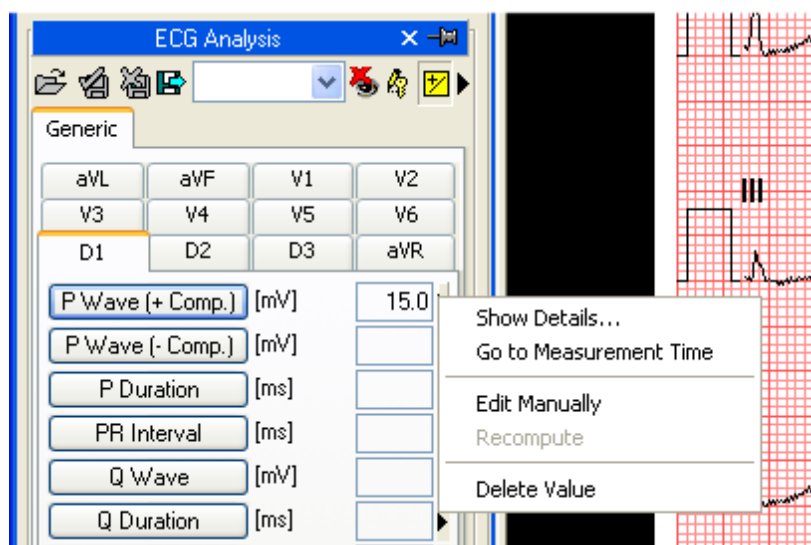 ECG Analysis
Generic
aVL aVF V1 V2
V3 V4 V5 V6
D1 D2 D3 aVR
P Wave (+ Comp.) [mV] 15.0
P Wave (- Comp.) [mV]
P Duration [ms]
PR Interval [ms]
Q Wave [mV]
Q Duration [ms]
Show Details...
Go to Measurement Time
Edit Manually
Recompute
Delete Value
III